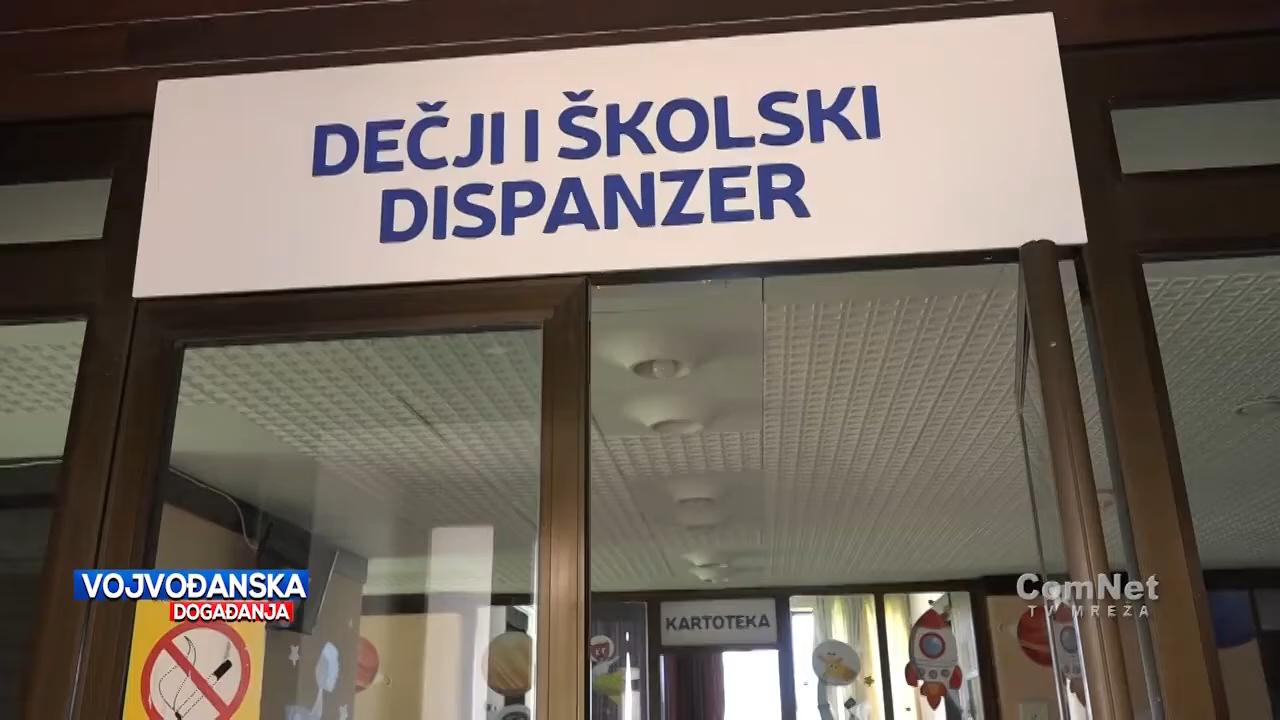 DEČJI I ŠKOLSKI
DISPANZER
KARTOTEKA
VOJVOĐANSKA
DOGAĐANJA
ComNet
TV MREŽA